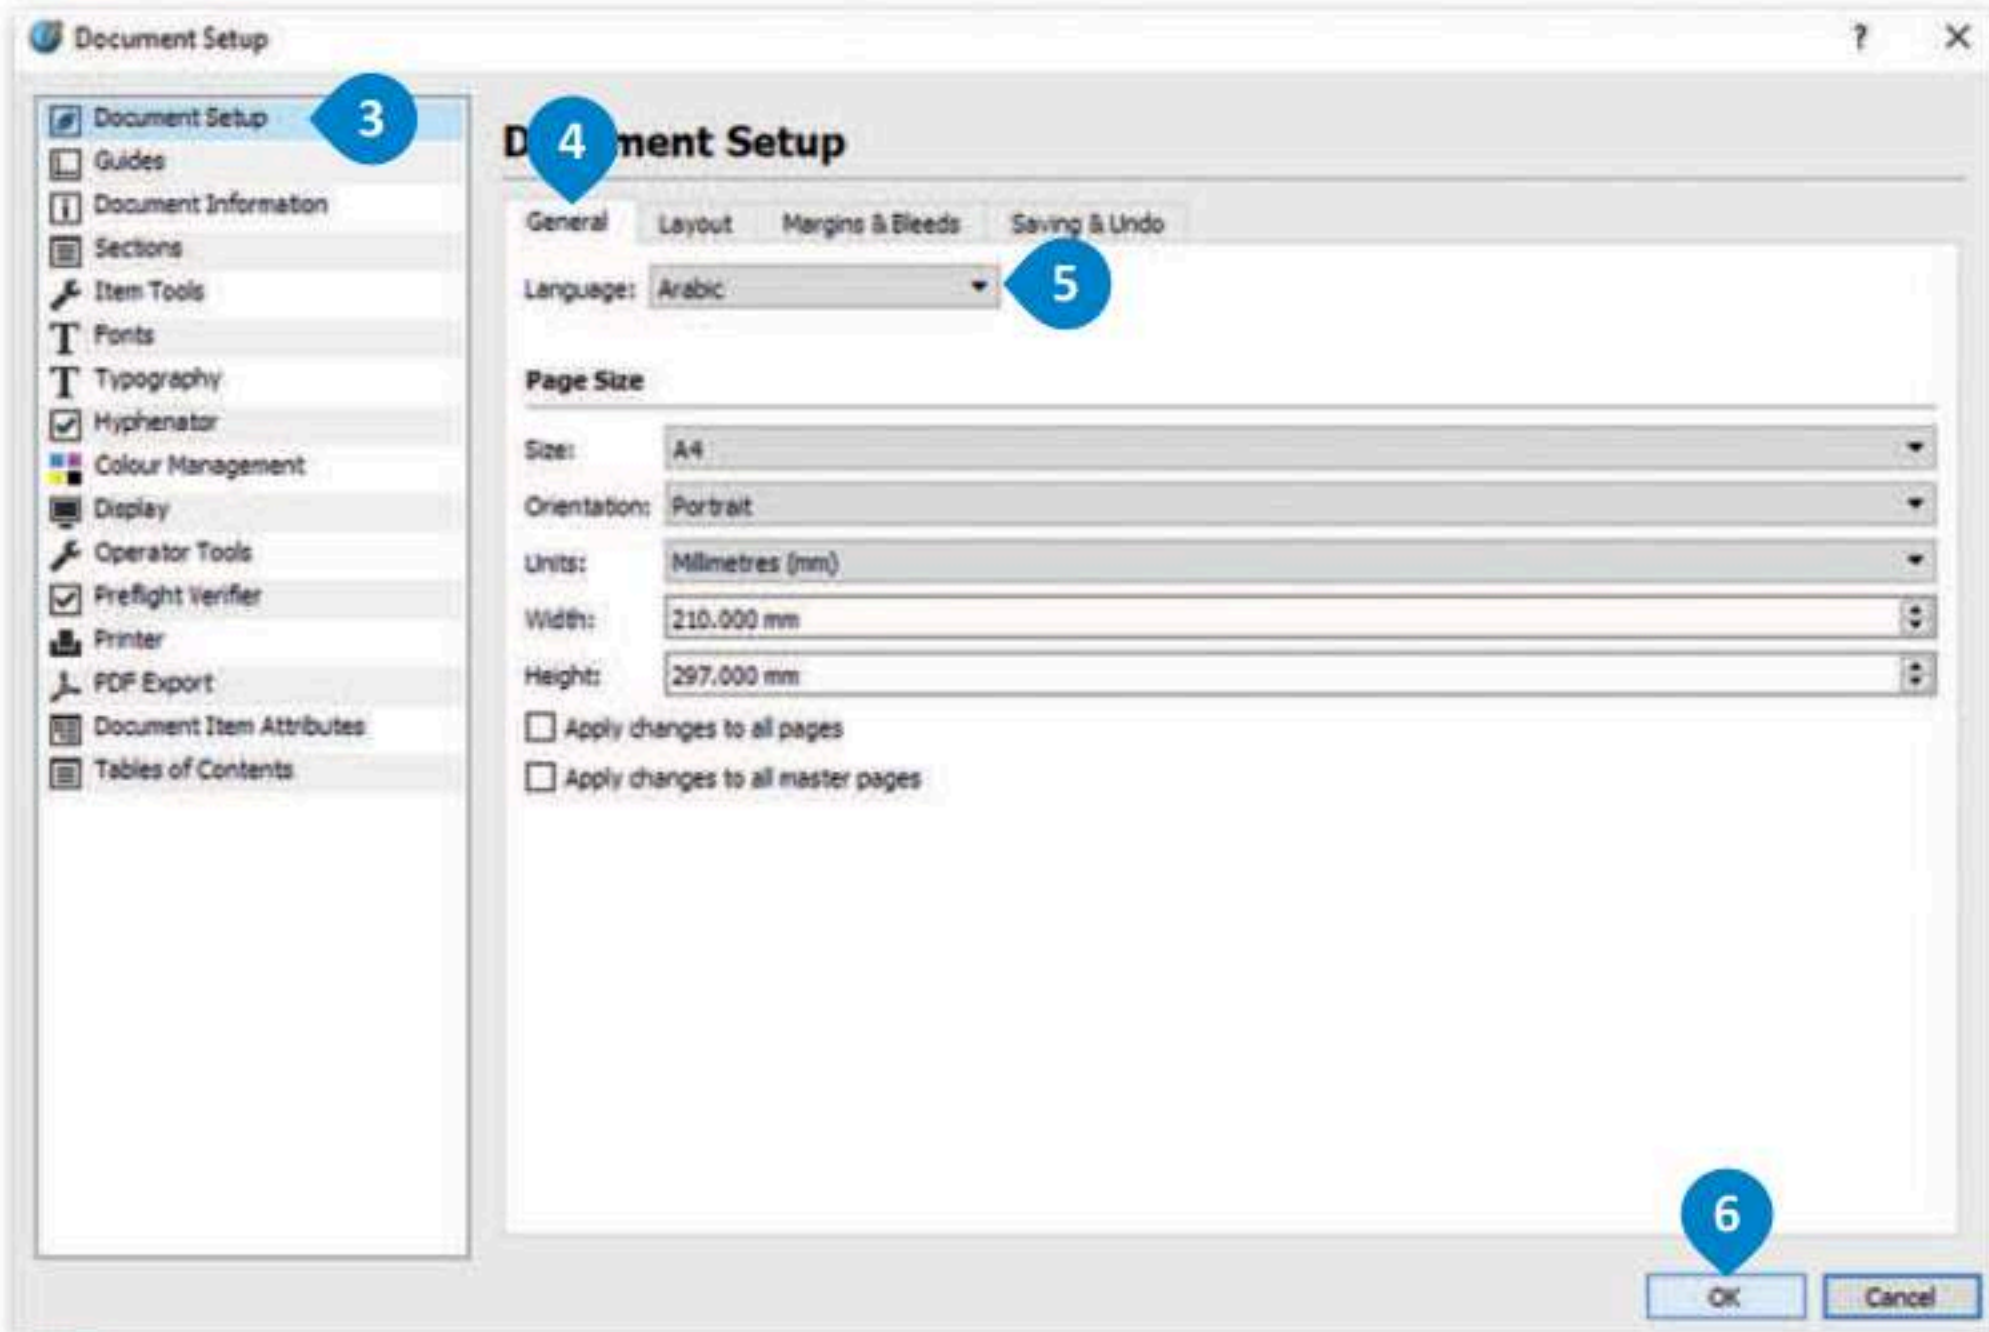 Document Setup
?
Document Setup
3
Guides
Document Information
Sections
Item Tools
Fonts
Typography
Hyphenator
Colour Management
Display
Operator Tools
Preflight Verifier
Printer
PDF Export
Document Item Attributes
Tables of Contents
4
D ment Setup
General Layout Margins & Bleeds Saving & Undo
Language: Arabic
5
Page Size
Size: A4
Orientation: Portrait
Units: Millimetres (mm)
Width: 210.000 mm
Height: 297.000 mm
Apply changes to all pages
Apply changes to all master pages
6
OK Cancel